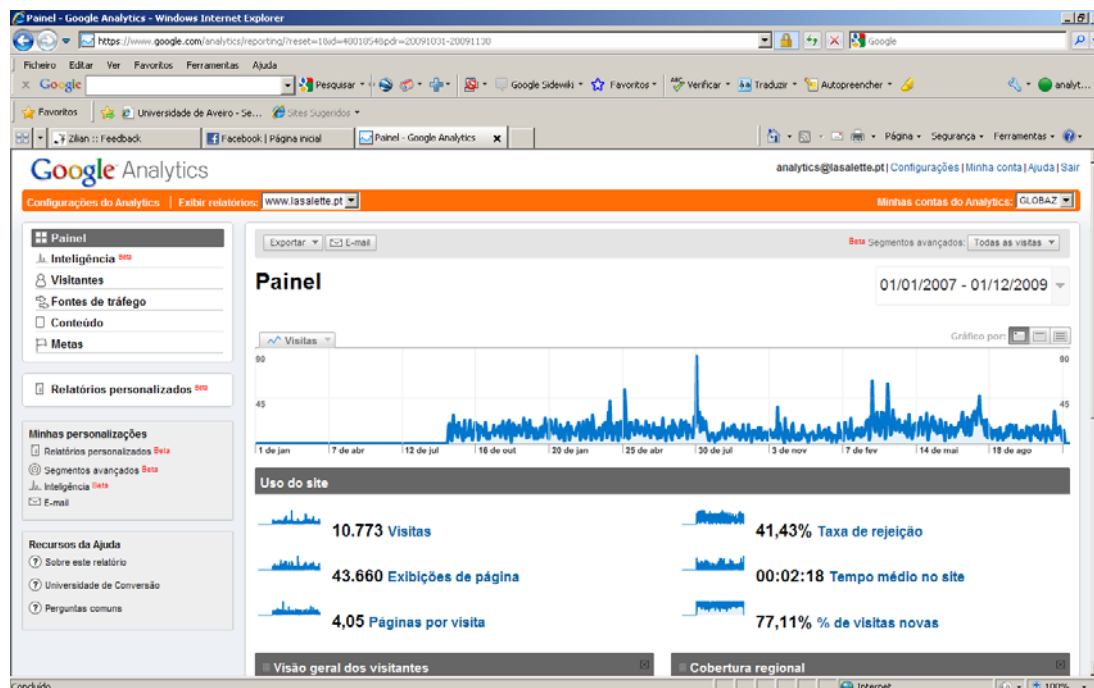 Painel - Google Analytics - Windows Internet Explorer
https://www.google.com/analytics/reporting/?reset=1&id=4001054&pdr=20091031-20091130
Google
Ficheiro Editar Ver Favoritos Ferramentas Ajuda
Google Pesquisar Google Sidewiki Favoritos Verificar Traduzir Autopreencher analyt...
Favoritos Universidade de Aveiro - Se... Sites Sugeridos
Zilian :: Feedback Facebook | Página inicial Painel - Google Analytics Página Segurança Ferramentas
Google Analytics
analytics@lasalette.pt | Configurações | Minha conta | Ajuda | Sair
Configurações do Analytics | Exibir relatórios: www.lasalette.pt Minhas contas do Analytics: GLOBAZ
Painel
Inteligência Beta
Visitantes
Fontes de tráfego
Conteúdo
Metas
Relatórios personalizados Beta
Minhas personalizações
Relatórios personalizados Beta
Segmentos avançados Beta
Inteligência Beta
E-mail
Recursos da Ajuda
Sobre este relatório
Universidade de Conversão
Perguntas comuns
Exportar E-mail Beta Segmentos avançados: Todas as visitas
Painel
01/01/2007 - 01/12/2009
Visitas Gráfico por:
90 90
45 45
1 de jan 7 de abr 12 de jul 16 de out 20 de jan 25 de abr 30 de jul 3 de nov 7 de fev 14 de mai 18 de ago
Uso do site
10.773 Visitas
43.660 Exibições de página
4,05 Páginas por visita
41,43% Taxa de rejeição
00:02:18 Tempo médio no site
77,11% % de visitas novas
Visão geral dos visitantes
Cobertura regional
Concluído Internet 100%